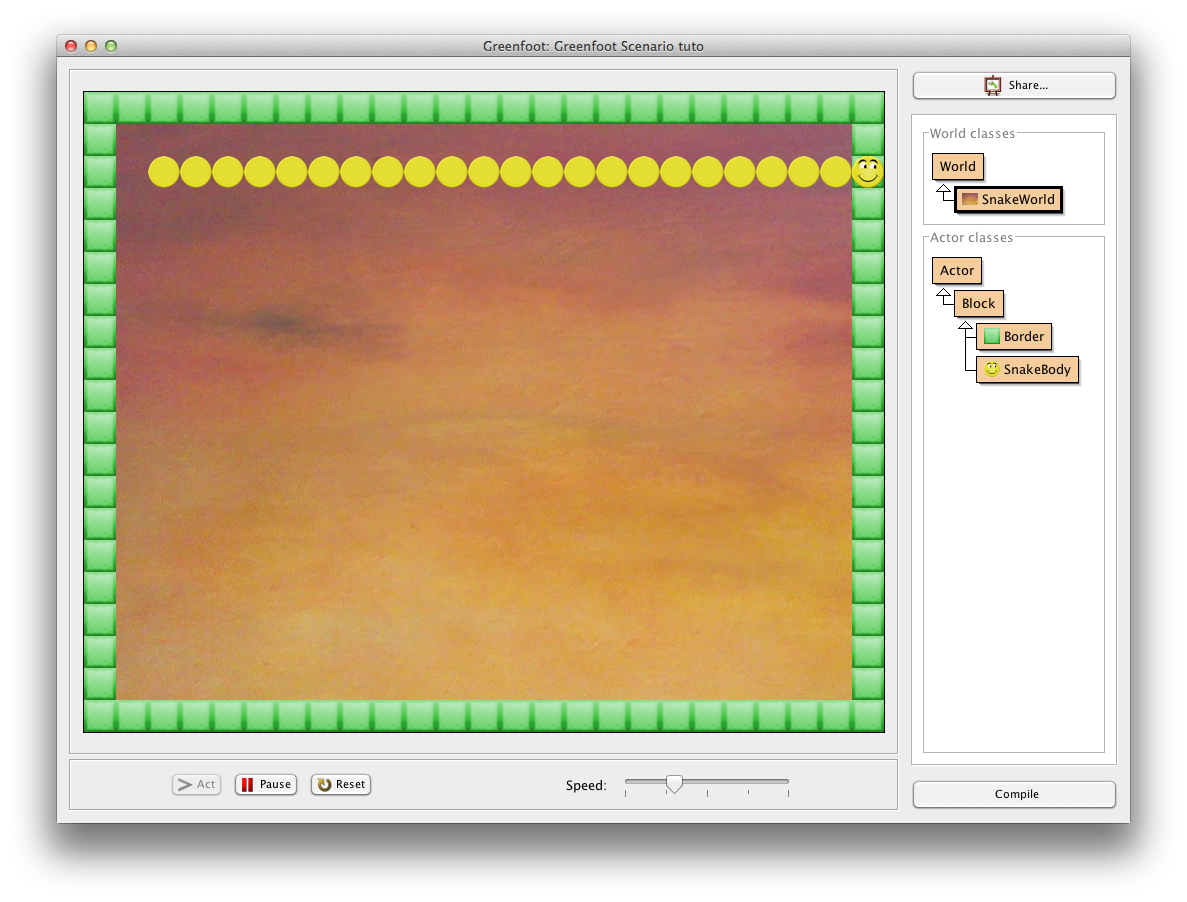 Greenfoot: Greenfoot Scenario tuto
Share...
World classes
World
SnakeWorld
Actor classes
Actor
Block
Border
SnakeBody
Act
Pause
Reset
Speed:
Compile